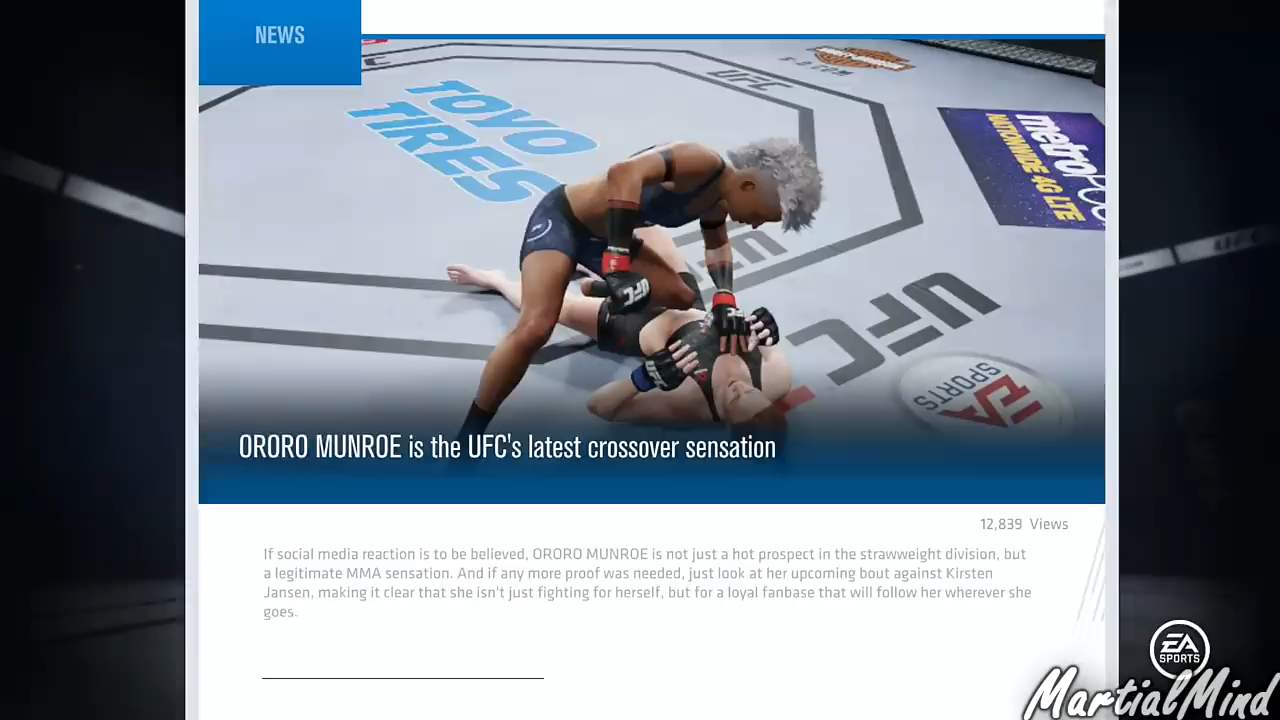 NEWS
UFC
TOYO
TIRES
metroPC
NATIONWIDE 4G LTE
UFC
UFC
UFC
EA
SPORTS
ORORO MUNROE is the UFC's latest crossover sensation
12,839 Views
If social media reaction is to be believed, ORORO MUNROE is not just a hot prospect in the strawweight division, but
a legitimate MMA sensation. And if any more proof was needed, just look at her upcoming bout against Kirsten
Jansen, making it clear that she isn't just fighting for herself, but for a loyal fanbase that will follow her wherever she
goes.
EA
SPORTS
MartialMind